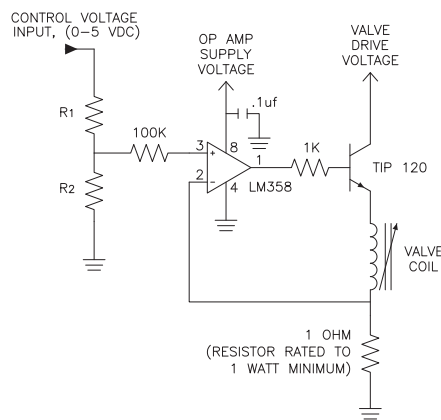 CONTROL VOLTAGE
INPUT, (0–5 VDC)
OP AMP
SUPPLY
VOLTAGE
VALVE
DRIVE
VOLTAGE
R1
.1uf
100K
3
+
8
1
1K
TIP 120
2
-
4
LM358
R2
VALVE
COIL
1 OHM
(RESISTOR RATED TO
1 WATT MINIMUM)